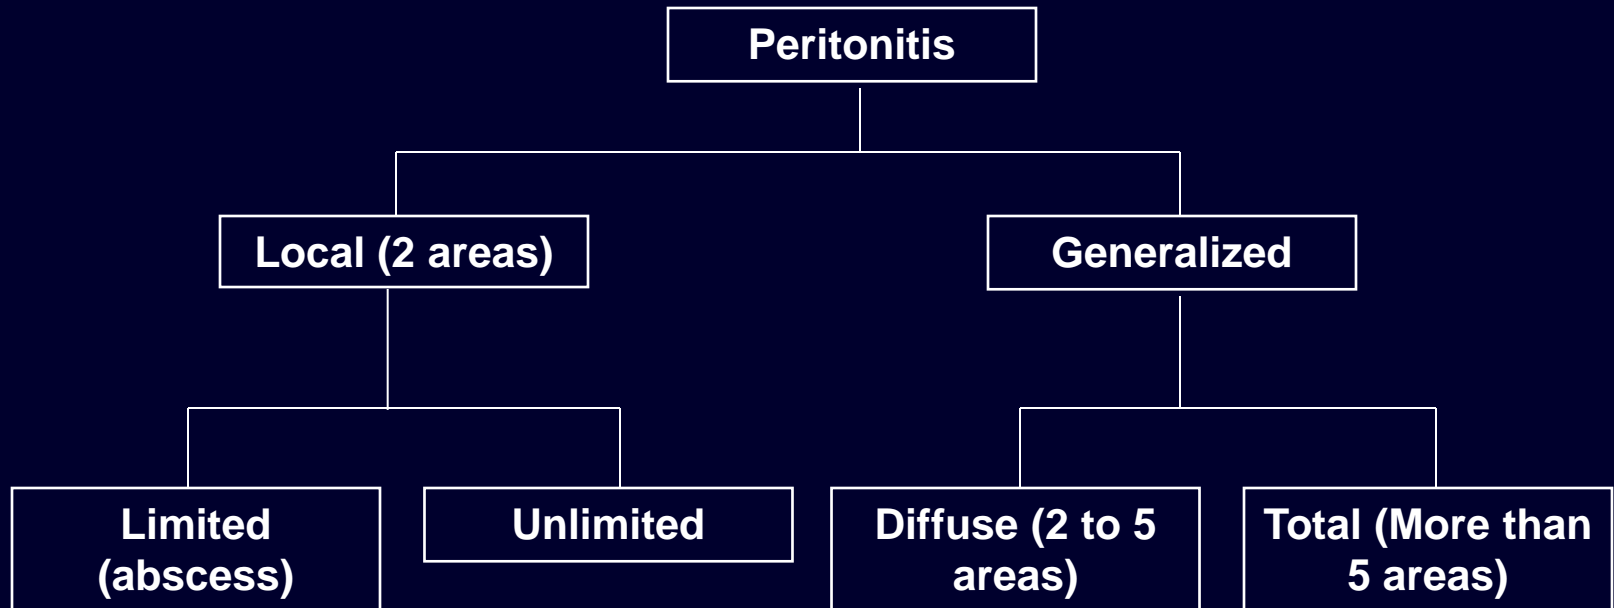 Peritonitis
Local (2 areas)
Generalized
Limited
(abscess)
Unlimited
Diffuse (2 to 5
areas)
Total (More than
5 areas)